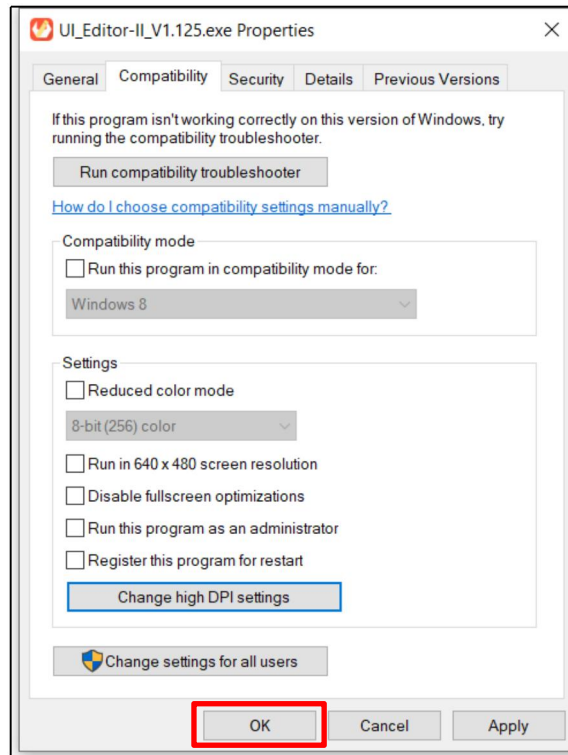 UI_Editor-II_V1.125.exe Properties
General Compatibility Security Details Previous Versions
If this program isn't working correctly on this version of Windows, try
running the compatibility troubleshooter.
Run compatibility troubleshooter
How do I choose compatibility settings manually?
Compatibility mode
Run this program in compatibility mode for:
Windows 8
Settings
Reduced color mode
8-bit (256) color
Run in 640 x 480 screen resolution
Disable fullscreen optimizations
Run this program as an administrator
Register this program for restart
Change high DPI settings
Change settings for all users
OK Cancel Apply